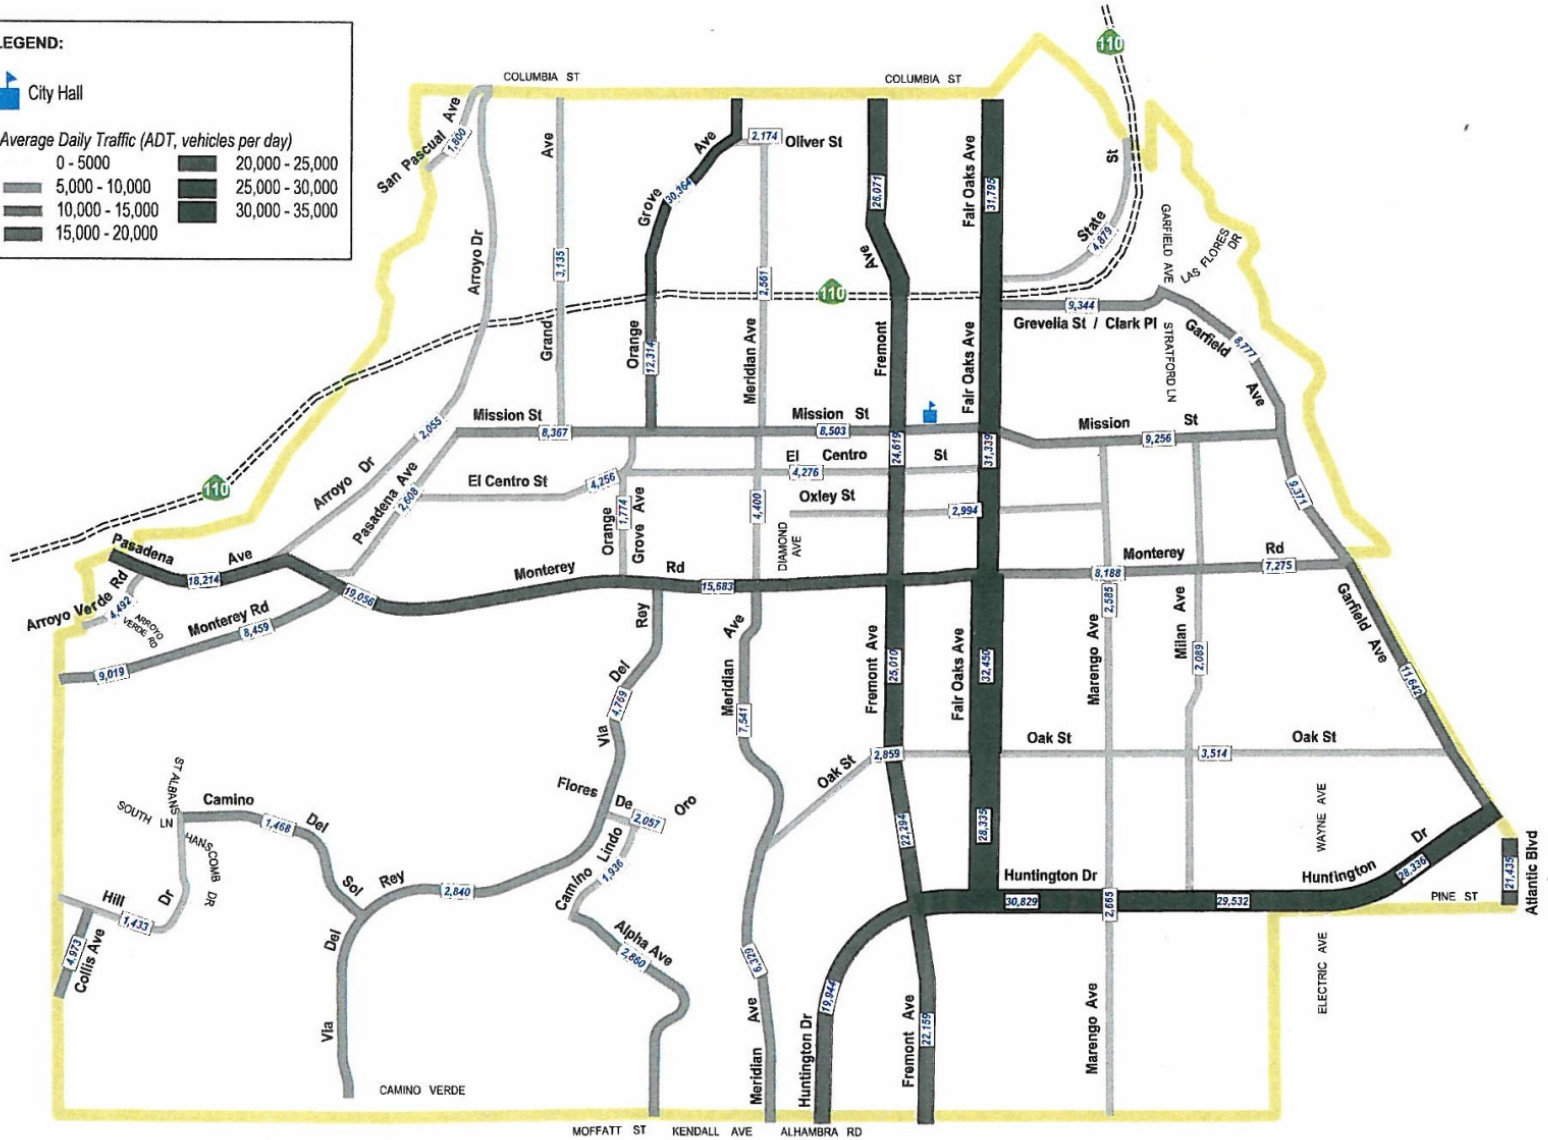 LEGEND:
City Hall
Average Daily Traffic (ADT, vehicles per day)
0 - 5000
5,000 - 10,000
10,000 - 15,000
15,000 - 20,000
20,000 - 25,000
25,000 - 30,000
30,000 - 35,000
110
COLUMBIA ST
COLUMBIA ST
San Pascual Ave
1,800
Ave
Grove Ave
30,364
2,174
Oliver St
26,071
Ave
Fair Oaks Ave
31,795
State St
4,879
GARFIELD AVE
LAS FLORES DR
Arroyo Dr
3,135
2,561
110
9,344
Grevelia St / Clark Pl
Garfield Ave
8,777
STRATFORD LN
Grand
Orange
12,314
Meridian Ave
Fremont
Fair Oaks Ave
Mission St
8,367
Mission St
8,503
24,619
31,339
Mission St
9,256
2,055
Arroyo Dr
110
Pasadena Ave
2,608
El Centro St
4,256
El Centro St
4,276
Oxley St
2,994
Orange Grove Ave
1,774
4,400
DIAMOND AVE
9,371
Pasadena Ave
18,214
19,056
Monterey Rd
15,683
Monterey Rd
8,188
7,275
Arroyo Verde Rd
4,492
ARROYO VERDE RD
Monterey Rd
8,459
9,019
Via Del Rey
4,769
Meridian Ave
7,541
Fremont Ave
25,010
Fair Oaks Ave
32,450
Marengo Ave
2,585
Milan Ave
2,089
Garfield Ave
11,642
Oak St
2,859
Oak St
3,514
Oak St
ST ALBANS
SOUTH LN
HANSCOMB DR
Camino Del Sol
1,468
Flores De Oro
2,057
Camino Lindo
1,936
22,294
28,335
WAYNE AVE
Huntington Dr
30,829
2,665
29,532
Huntington Dr
28,336
21,435
Atlantic Blvd
PINE ST
Hill Dr
1,433
4,973
Collis Ave
Via Del Rey
2,840
Alpha Ave
2,860
6,329
Meridian Ave
19,944
Huntington Dr
Fremont Ave
22,159
Marengo Ave
ELECTRIC AVE
CAMINO VERDE
MOFFATT ST
KENDALL AVE
ALHAMBRA RD